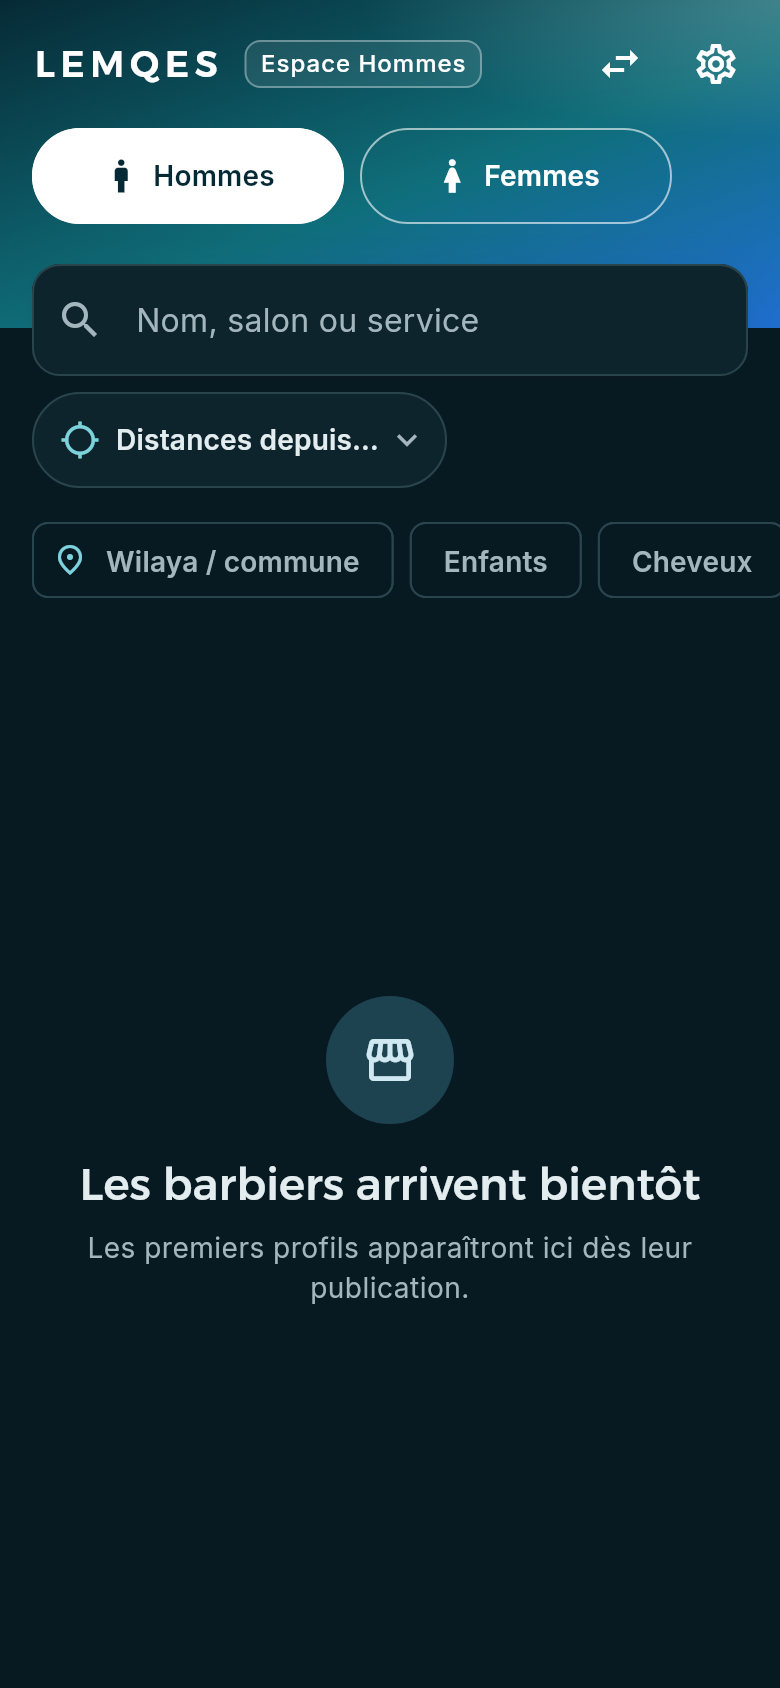 LEMQES
Espace Hommes
Hommes
Femmes
Nom, salon ou service
Distances depuis...
Wilaya / commune
Enfants
Cheveux
Les barbiers arrivent bientôt
Les premiers profils apparaîtront ici dès leur
publication.